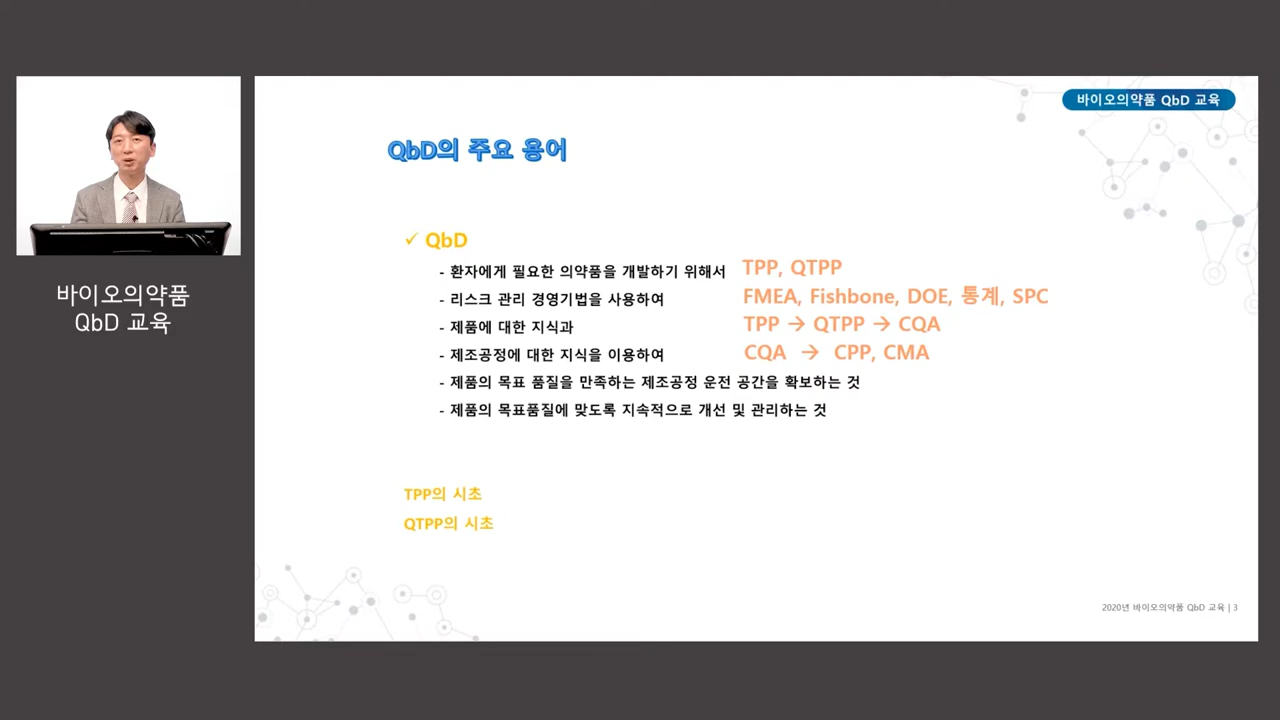 바이오의약품 QbD 교육
QbD의 주요 용어
바이오의약품
QbD 교육
✓ QbD
- 환자에게 필요한 의약품을 개발하기 위해서 TPP, QTPP
- 리스크 관리 경영기법을 사용하여 FMEA, Fishbone, DOE, 통계, SPC
- 제품에 대한 지식과 TPP → QTPP → CQA
- 제조공정에 대한 지식을 이용하여 CQA → CPP, CMA
- 제품의 목표 품질을 만족하는 제조공정 운전 공간을 확보하는 것
- 제품의 목표품질에 맞도록 지속적으로 개선 및 관리하는 것
TPP의 시초
QTPP의 시초
2020년 바이오의약품 QbD 교육 | 3